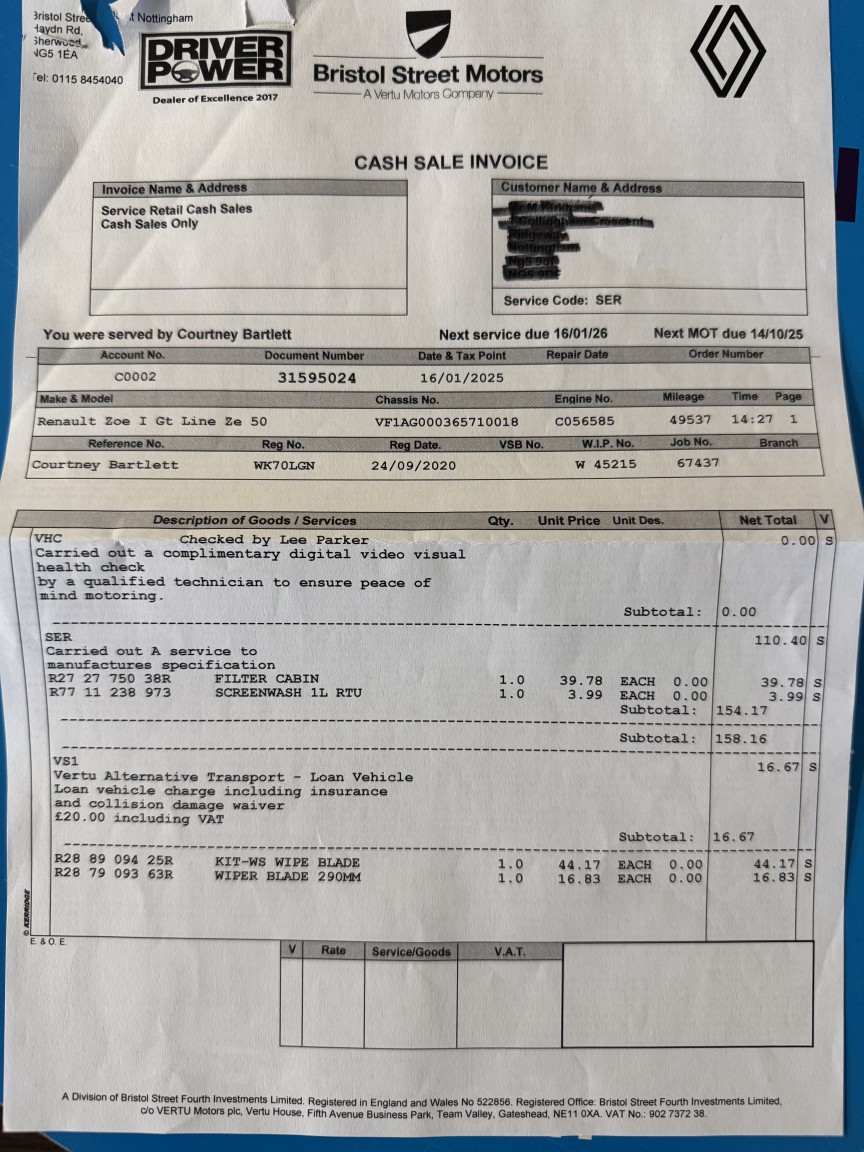 Bristol Stree t Nottingham
Haydn Rd,
Sherwood
NG5 1EA
Tel: 0115 8454040
DRIVER
POWER
Dealer of Excellence 2017
Bristol Street Motors
A Vertu Motors Company
CASH SALE INVOICE
Invoice Name & Address
Service Retail Cash Sales
Cash Sales Only
Customer Name & Address
Service Code: SER
You were served by Courtney Bartlett Next service due 16/01/26 Next MOT due 14/10/25
Account No. Document Number Date & Tax Point Repair Date Order Number
C0002 31595024 16/01/2025
Make & Model Chassis No. Engine No. Mileage Time Page
Renault Zoe I Gt Line Ze 50 VF1AG000365710018 C056585 49537 14:27 1
Reference No. Reg No. Reg Date. VSB No. W.I.P. No. Job No. Branch
Courtney Bartlett WK70LGN 24/09/2020 W 45215 67437
Description of Goods / Services Qty. Unit Price Unit Des. Net Total V
VHC Checked by Lee Parker 0.00 S
Carried out a complimentary digital video visual
health check
by a qualified technician to ensure peace of
mind motoring.
Subtotal: 0.00
SER 110.40 S
Carried out A service to
manufactures specification
R27 27 750 38R FILTER CABIN 1.0 39.78 EACH 0.00 39.78 S
R77 11 238 973 SCREENWASH 1L RTU 1.0 3.99 EACH 0.00 3.99 S
Subtotal: 154.17
Subtotal: 158.16
VS1 16.67 S
Vertu Alternative Transport - Loan Vehicle
Loan vehicle charge including insurance
and collision damage waiver
£20.00 including VAT
Subtotal: 16.67
R28 89 094 25R KIT-WS WIPE BLADE 1.0 44.17 EACH 0.00 44.17 S
R28 79 093 63R WIPER BLADE 290MM 1.0 16.83 EACH 0.00 16.83 S
© KERRIDGE
E. & O. E.
V Rate Service/Goods V.A.T.
A Division of Bristol Street Fourth Investments Limited. Registered in England and Wales No 522856. Registered Office: Bristol Street Fourth Investments Limited,
c/o VERTU Motors plc, Vertu House, Fifth Avenue Business Park, Team Valley, Gateshead, NE11 0XA. VAT No.: 902 7372 38.